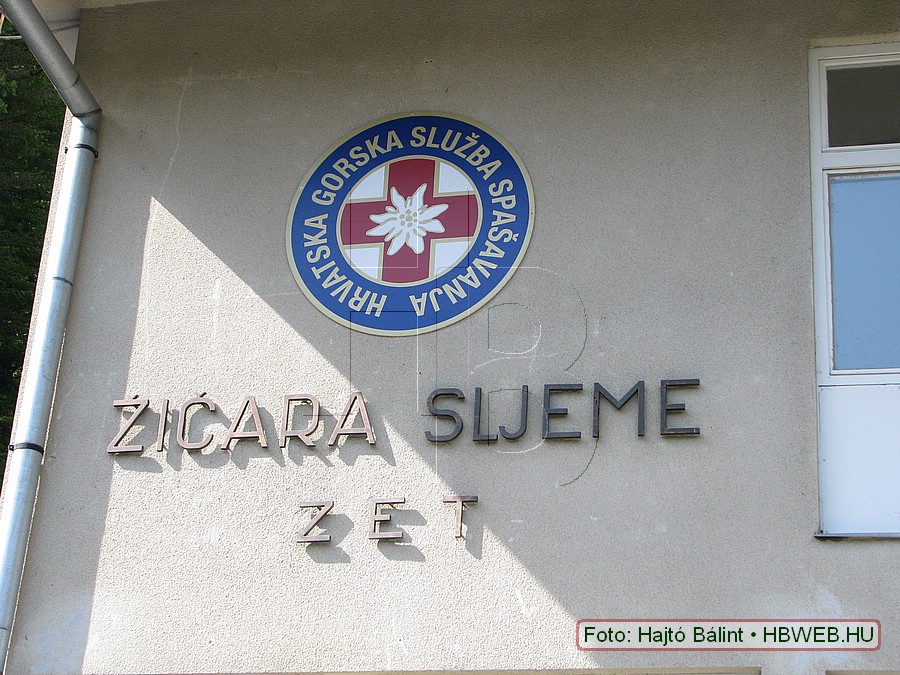 HRVATSKA GORSKA SLUŽBA SPAŠAVANJA
ŽIĆARA SLJEME
ZET
Foto: Hajtó Bálint • HBWEB.HU